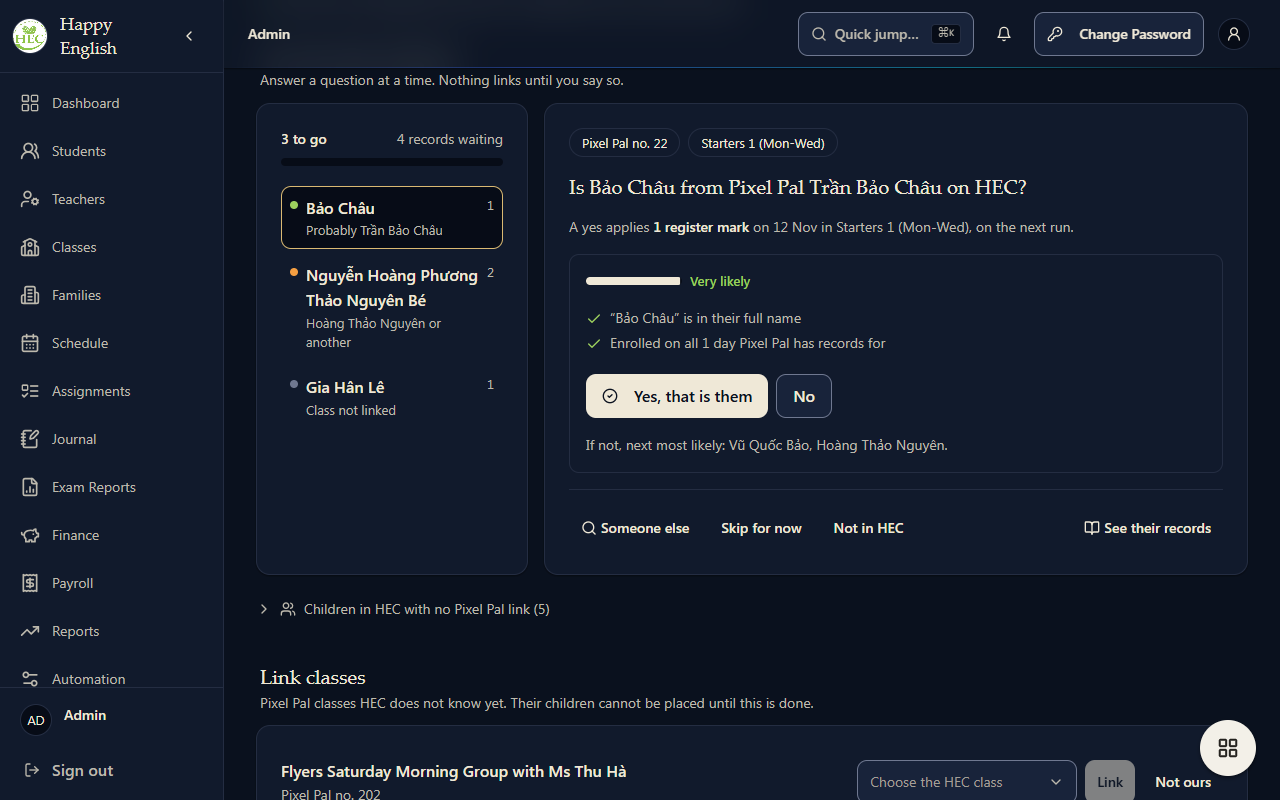 HEC
Happy
English
Admin
Quick jump...
⌘K
Change Password
Dashboard
Students
Teachers
Classes
Families
Schedule
Assignments
Journal
Exam Reports
Finance
Payroll
Reports
Automation
AD
Admin
Sign out
Answer a question at a time. Nothing links until you say so.
3 to go
4 records waiting
Bảo Châu
1
Probably Trần Bảo Châu
Nguyễn Hoàng Phương
2
Thảo Nguyên Bé
Hoàng Thảo Nguyên or
another
Gia Hân Lê
1
Class not linked
Pixel Pal no. 22
Starters 1 (Mon-Wed)
Is Bảo Châu from Pixel Pal Trần Bảo Châu on HEC?
A yes applies 1 register mark on 12 Nov in Starters 1 (Mon-Wed), on the next run.
Very likely
“Bảo Châu” is in their full name
Enrolled on all 1 day Pixel Pal has records for
Yes, that is them
No
If not, next most likely: Vũ Quốc Bảo, Hoàng Thảo Nguyên.
Someone else
Skip for now
Not in HEC
See their records
Children in HEC with no Pixel Pal link (5)
Link classes
Pixel Pal classes HEC does not know yet. Their children cannot be placed until this is done.
Flyers Saturday Morning Group with Ms Thu Hà
Pixel Pal no. 202
Choose the HEC class
Link
Not ours